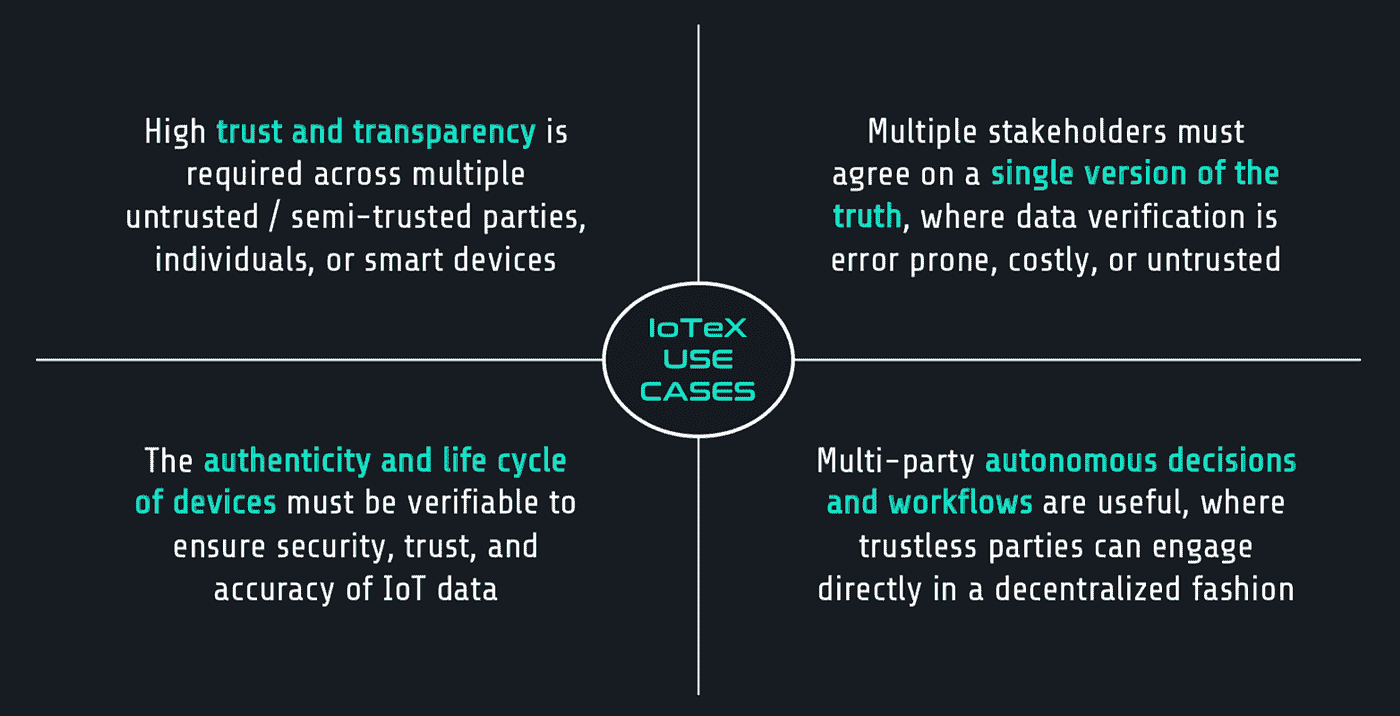 High trust and transparency is
required across multiple
untrusted / semi-trusted parties,
individuals, or smart devices
Multiple stakeholders must
agree on a single version of the
truth, where data verification is
error prone, costly, or untrusted
IoTeX
USE
CASES
The authenticity and life cycle
of devices must be verifiable to
ensure security, trust, and
accuracy of IoT data
Multi-party autonomous decisions
and workflows are useful, where
trustless parties can engage
directly in a decentralized fashion